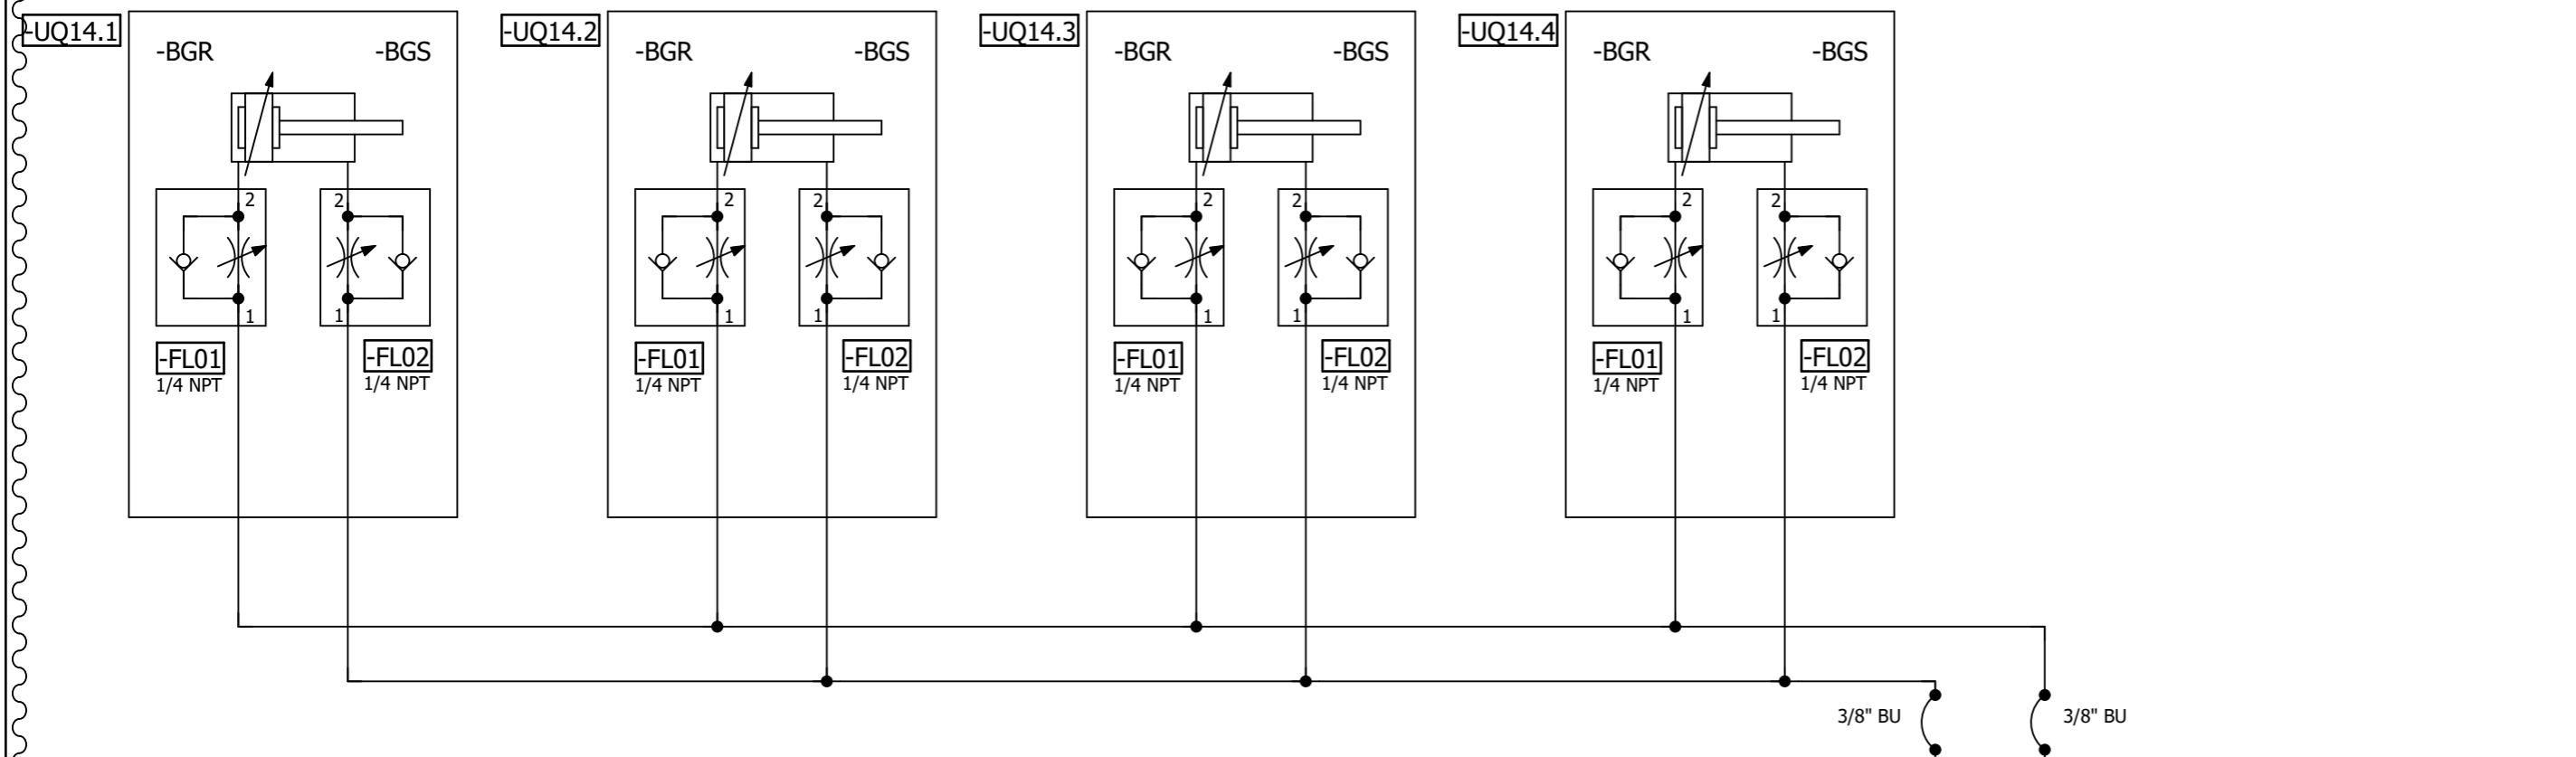 -UQ14.1
-BGR
-BGS
2
2
1
1
-FL01
1/4 NPT
-FL02
1/4 NPT
-UQ14.2
-BGR
-BGS
2
2
1
1
-FL01
1/4 NPT
-FL02
1/4 NPT
-UQ14.3
-BGR
-BGS
2
2
1
1
-FL01
1/4 NPT
-FL02
1/4 NPT
-UQ14.4
-BGR
-BGS
2
2
1
1
-FL01
1/4 NPT
-FL02
1/4 NPT
3/8" BU
3/8" BU